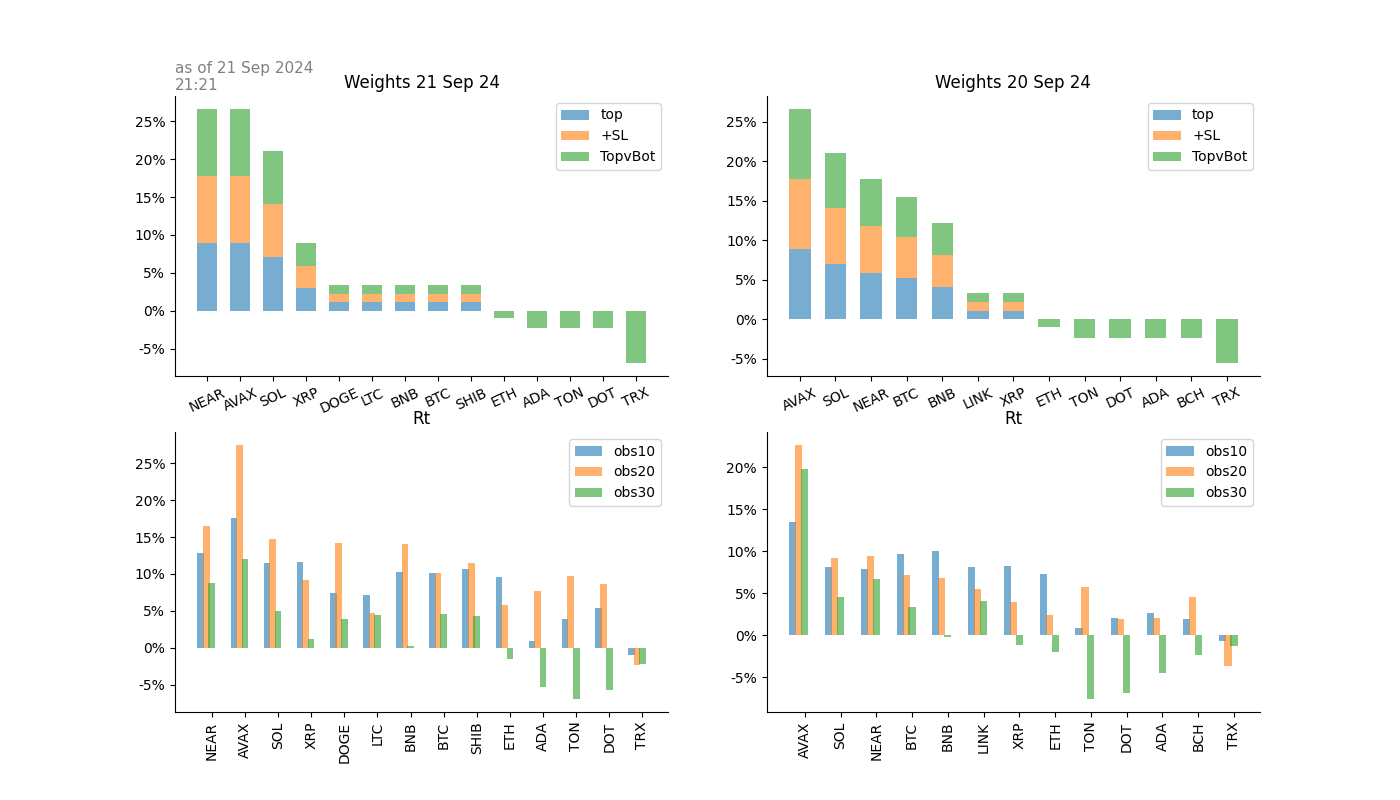 as of 21 Sep 2024
21:21
Weights 21 Sep 24
25%
20%
15%
10%
5%
0%
-5%
top
+SL
TopvBot
NEAR AVAX SOL XRP DOGE LTC BNB BTC SHIB ETH ADA TON DOT TRX
Weights 20 Sep 24
25%
20%
15%
10%
5%
0%
-5%
top
+SL
TopvBot
AVAX SOL NEAR BTC BNB LINK XRP ETH TON DOT ADA BCH TRX
Rt
25%
20%
15%
10%
5%
0%
-5%
obs10
obs20
obs30
NEAR AVAX SOL XRP DOGE LTC BNB BTC SHIB ETH ADA TON DOT TRX
Rt
20%
15%
10%
5%
0%
-5%
obs10
obs20
obs30
AVAX SOL NEAR BTC BNB LINK XRP ETH TON DOT ADA BCH TRX